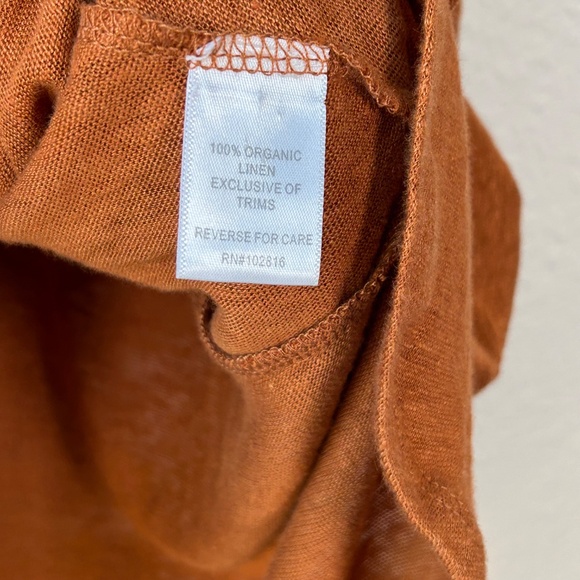 100% ORGANIC
LINEN
EXCLUSIVE OF
TRIMS
REVERSE FOR CARE
RN#102816